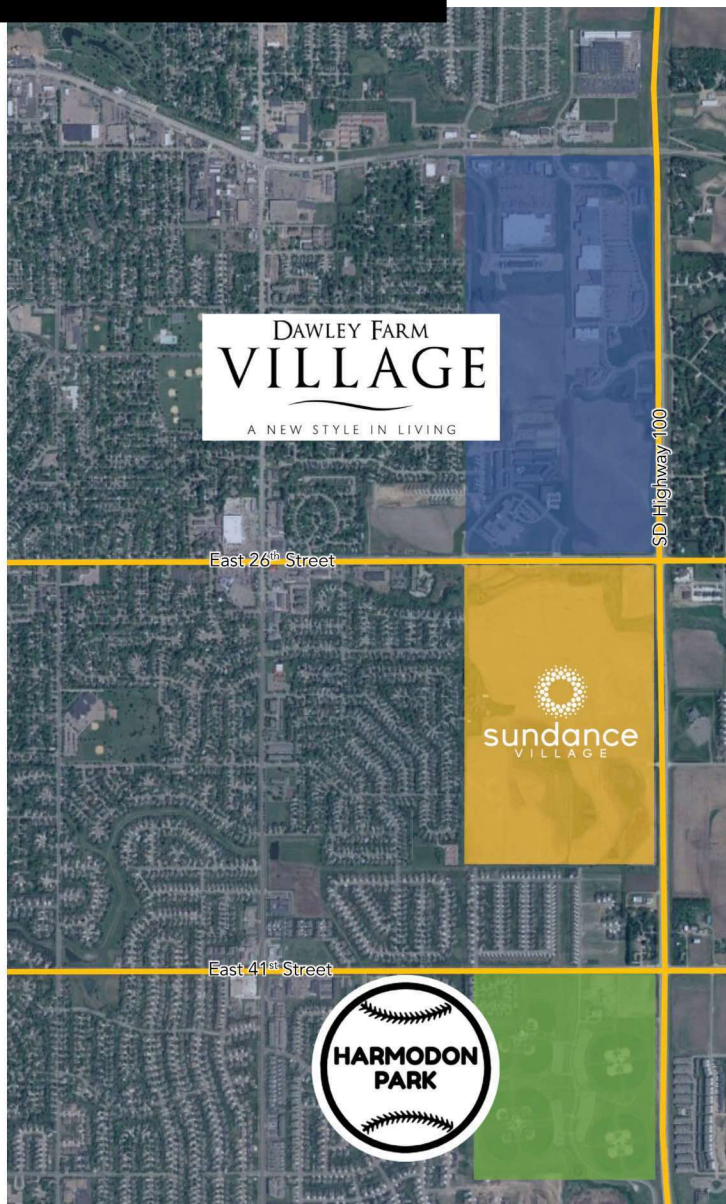 DAWLEY FARM
VILLAGE
A NEW STYLE IN LIVING
SD Highway 100
East 26th Street
sundance
VILLAGE
East 41st Street
HARMODON
PARK